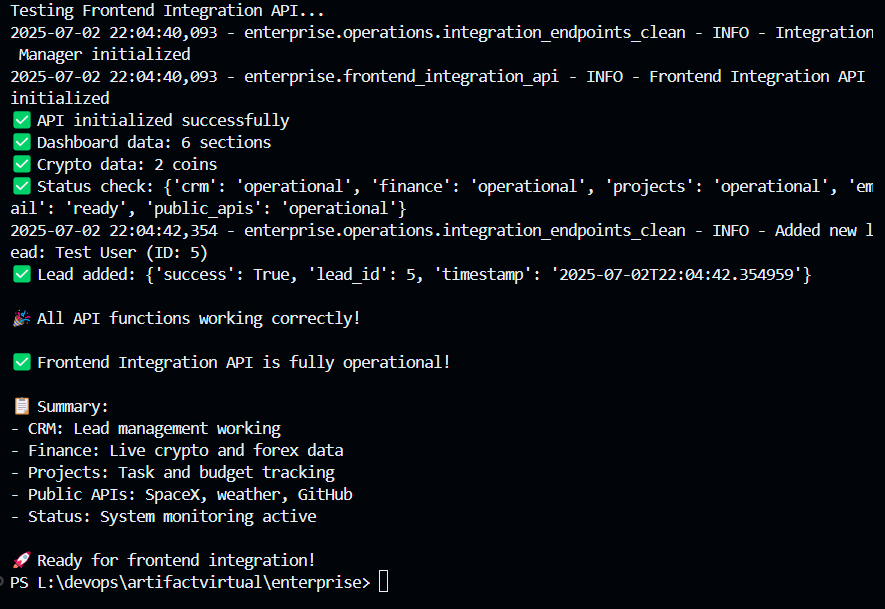 Testing Frontend Integration API...
2025-07-02 22:04:40,093 - enterprise.operations.integration_endpoints_clean - INFO - Integration
 Manager initialized
2025-07-02 22:04:40,093 - enterprise.frontend_integration_api - INFO - Frontend Integration API
initialized
✅ API initialized successfully
✅ Dashboard data: 6 sections
✅ Crypto data: 2 coins
✅ Status check: {'crm': 'operational', 'finance': 'operational', 'projects': 'operational', 'em
ail': 'ready', 'public_apis': 'operational'}
2025-07-02 22:04:42,354 - enterprise.operations.integration_endpoints_clean - INFO - Added new l
ead: Test User (ID: 5)
✅ Lead added: {'success': True, 'lead_id': 5, 'timestamp': '2025-07-02T22:04:42.354959'}
🎉 All API functions working correctly!
✅ Frontend Integration API is fully operational!
📋 Summary:
- CRM: Lead management working
- Finance: Live crypto and forex data
- Projects: Task and budget tracking
- Public APIs: SpaceX, weather, GitHub
- Status: System monitoring active
🚀 Ready for frontend integration!
PS L:\devops\artifactvirtual\enterprise>